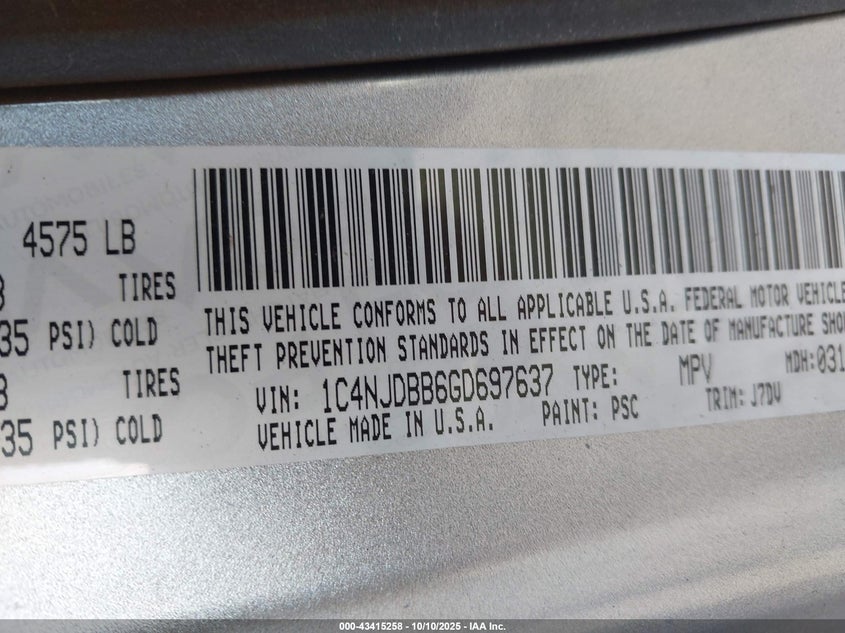 4575 LB
TIRES
35 PSI) COLD
TIRES
35 PSI) COLD
THIS VEHICLE CONFORMS TO ALL APPLICABLE U.S.A. FEDERAL MOTOR VEHICLE
THEFT PREVENTION STANDARDS IN EFFECT ON THE DATE OF MANUFACTURE SHO
VIN: 1C4NJDBB6GD697637 TYPE: MPV MDH:031
VEHICLE MADE IN U.S.A. PAINT: PSC TRIM: J7DV
000-43415258 - 10/10/2025 - IAA Inc.